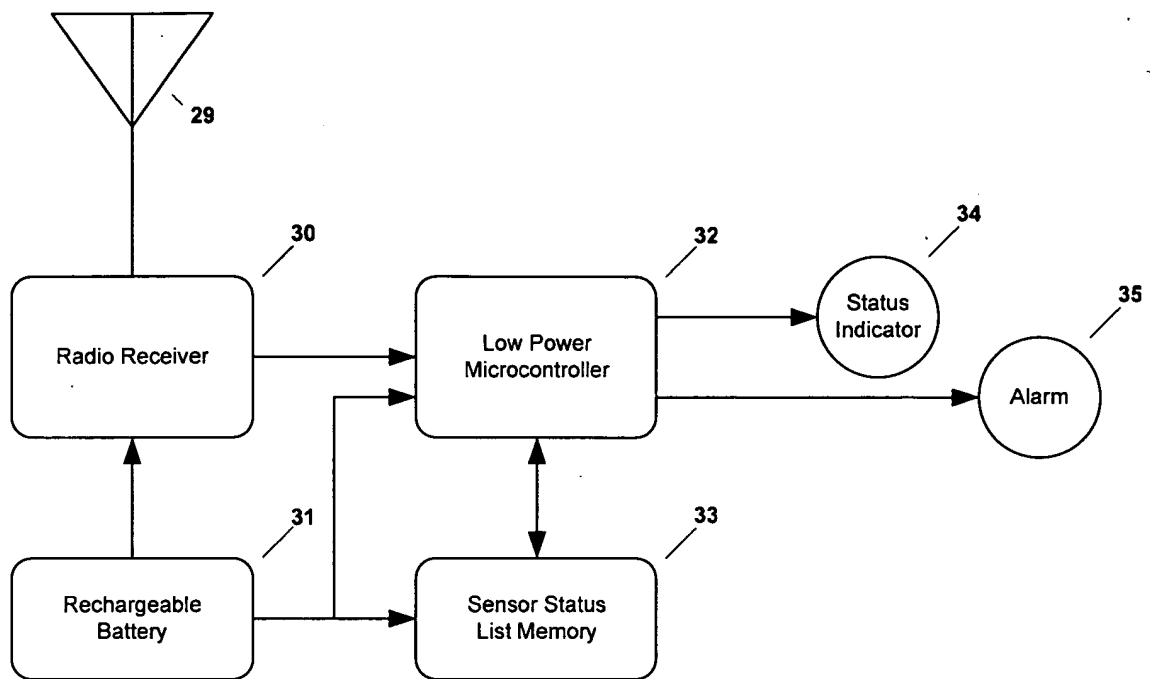 29
30
32
34
35
Radio Receiver
Low Power
Microcontroller
Status
Indicator
Alarm
31
33
Rechargeable
Battery
Sensor Status
List Memory